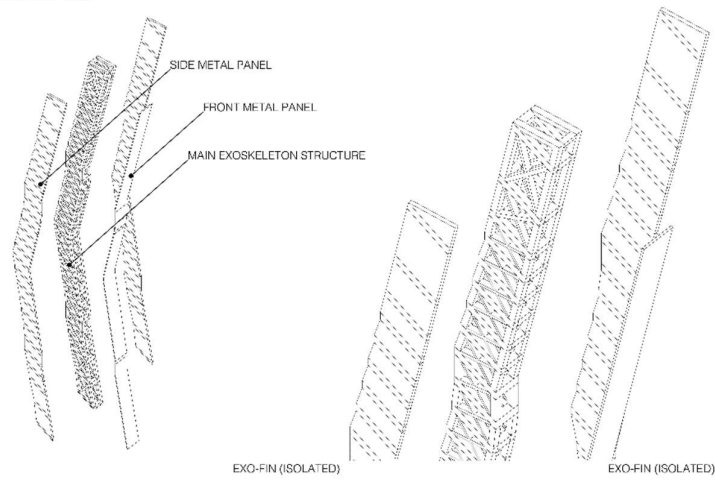 SIDE METAL PANEL
FRONT METAL PANEL
MAIN EXOSKELETON STRUCTURE
EXO-FIN (ISOLATED)
EXO-FIN (ISOLATED)